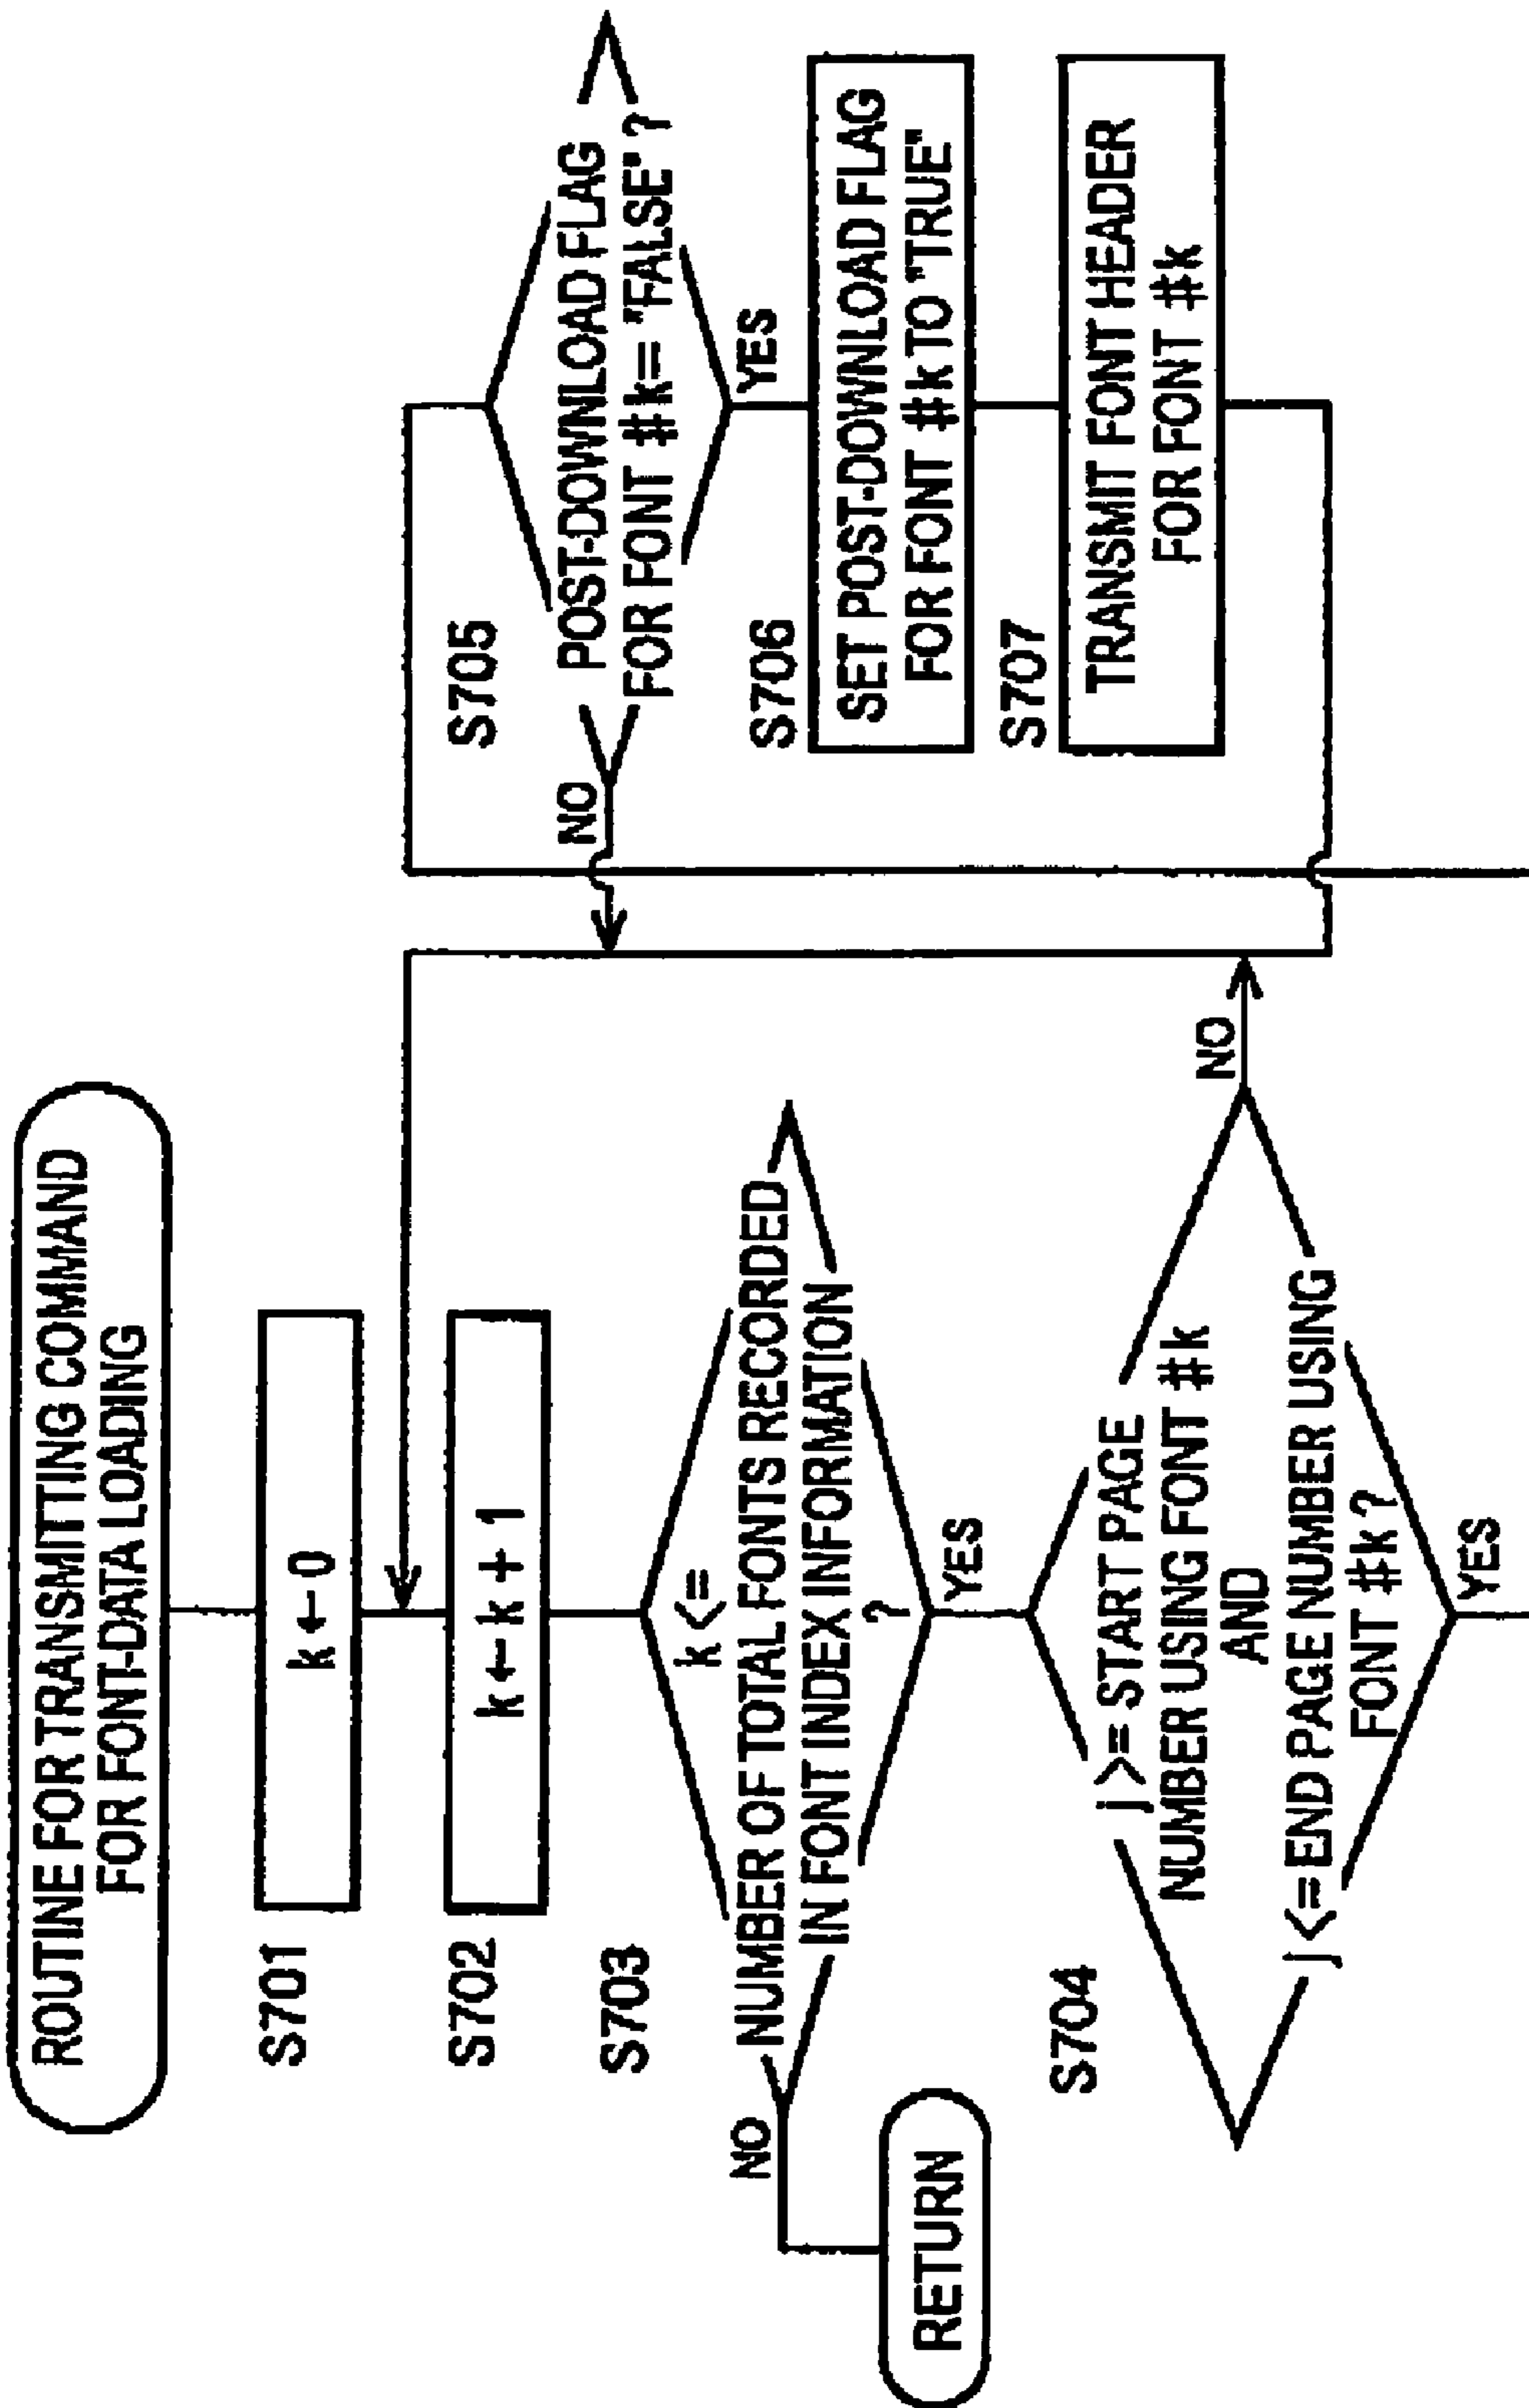 ROUTINE FOR TRANSMITTING COMMAND
FOR FONT-DATA LOADING
S701
k ← 0
S702
k ← k + 1
S703
k <=
NUMBER OF TOTAL FONTS RECORDED
IN FONT INDEX INFORMATION
?
NO
RETURN
YES
S704
j >= START PAGE
NUMBER USING FONT #k
AND
j <= END PAGE NUMBER USING
FONT #k ?
NO
YES
S705
POST-DOWNLOAD FLAG
FOR FONT #k= "FALSE" ?
NO
YES
S706
SET POST-DOWNLOAD FLAG
FOR FONT #k TO "TRUE"
S707
TRANSMIT FONT HEADER
FOR FONT #k